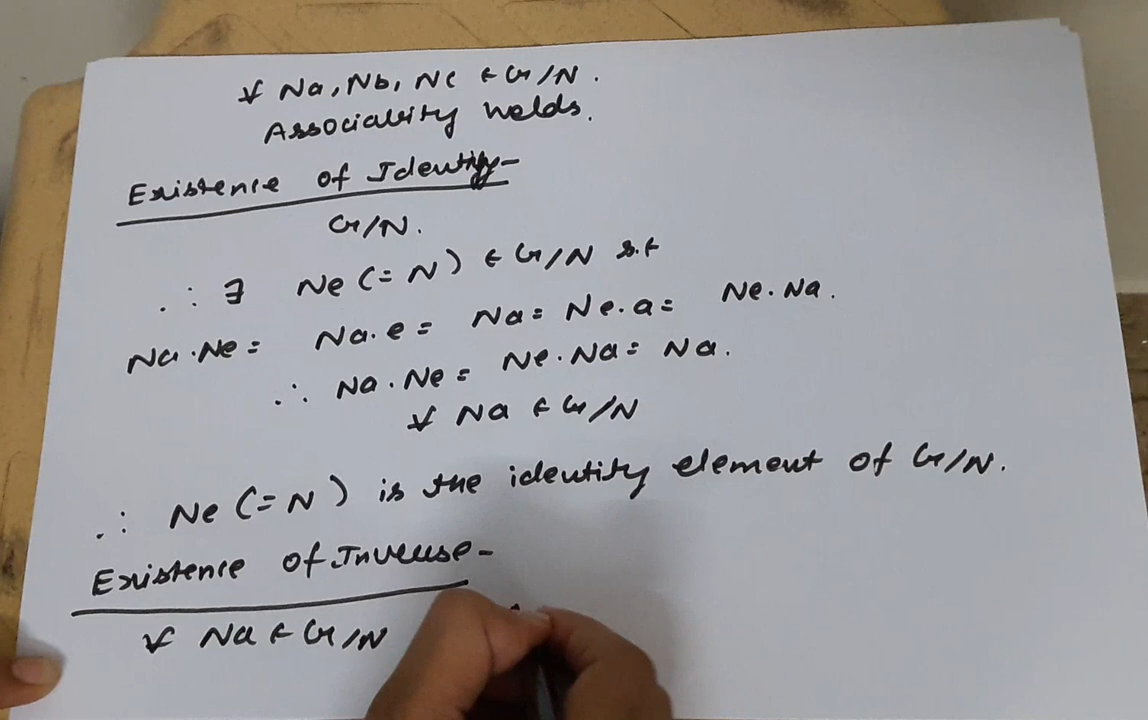 ∀ Na, Nb, Nc ∈ G/N.
Associativity holds.
Existence of Identity-
G/N.
∴ ∃ Ne (=N) ∈ G/N s.t
Na.Ne = Na.e = Na = Ne.a = Ne.Na.
∴ Na.Ne = Ne.Na = Na.
∀ Na ∈ G/N
∴ Ne (=N) is the identity element of G/N.
Existence of Inverse-
∀ Na ∈ G/N